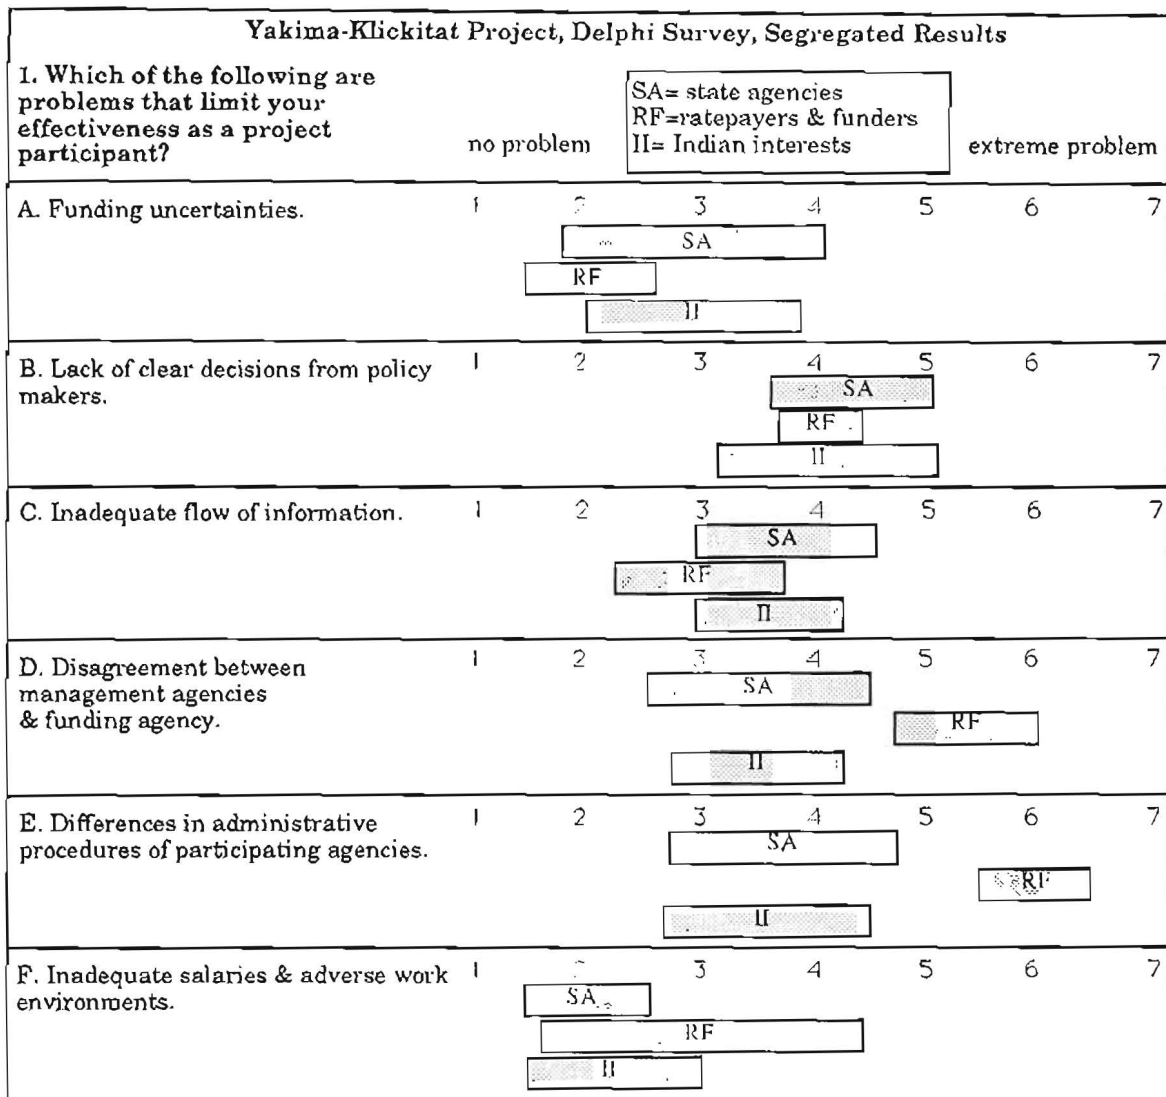 Yakima-Klickitat Project, Delphi Survey, Segregated Results
1. Which of the following are
problems that limit your
effectiveness as a project
participant?
no problem
SA= state agencies
RF=ratepayers & funders
II= Indian interests
extreme problem
A. Funding uncertainties.
1 2 3 4 5 6 7
SA
RF
II
B. Lack of clear decisions from policy
makers.
1 2 3 4 5 6 7
SA
RF
II
C. Inadequate flow of information.
1 2 3 4 5 6 7
SA
RF
II
D. Disagreement between
management agencies
& funding agency.
1 2 3 4 5 6 7
SA
RF
II
E. Differences in administrative
procedures of participating agencies.
1 2 3 4 5 6 7
SA
RF
II
F. Inadequate salaries & adverse work
environments.
1 2 3 4 5 6 7
SA
RF
II